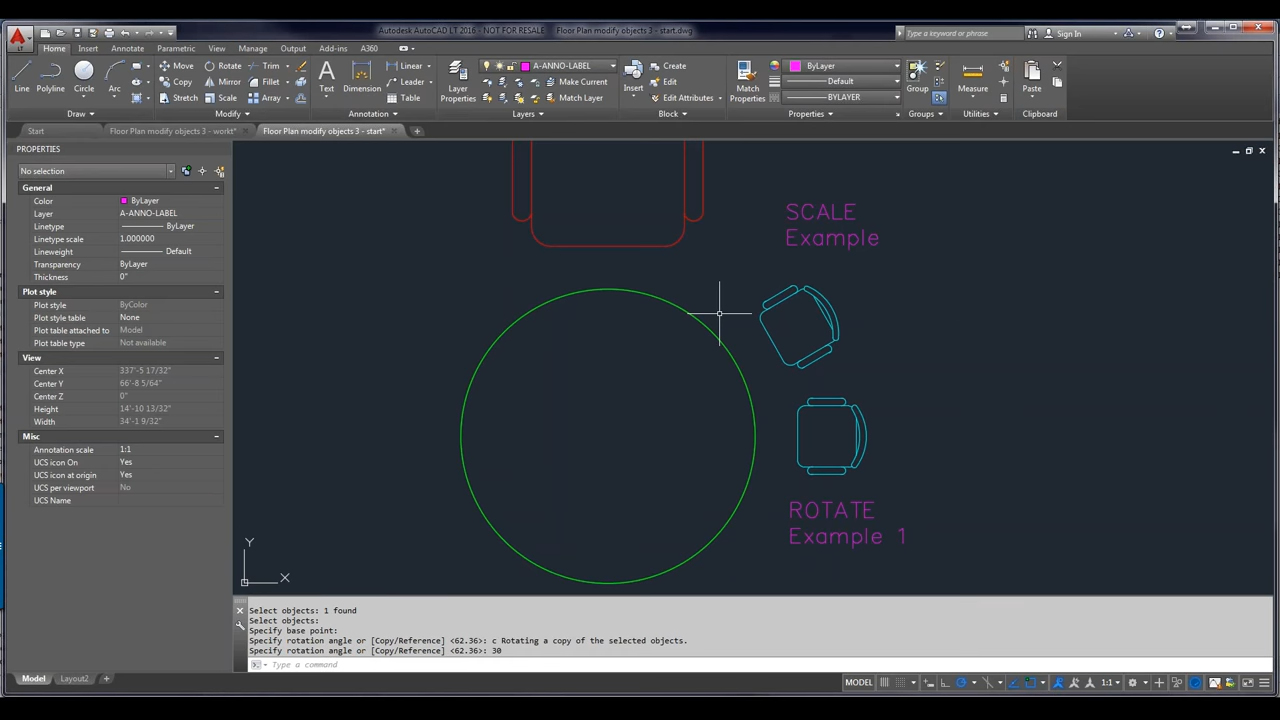 Autodesk AutoCAD LT 2016 - NOT FOR RESALE Floor Plan modify objects 3 - start.dwg
Type a keyword or phrase
Sign In
LT
Home Insert Annotate Parametric View Manage Output Add-ins A360
Move Rotate Trim
Copy Mirror Fillet
Stretch Scale Array
Line Polyline Circle Arc
Text Dimension
Linear
Leader
Table
Layer
Properties
A-ANNO-LABEL
Make Current
Match Layer
Insert
Create
Edit
Edit Attributes
Match
Properties
ByLayer
Default
BYLAYER
Group
Measure
Paste
Draw Modify Annotation Layers Block Properties Groups Utilities Clipboard
Start Floor Plan modify objects 3 - workt* Floor Plan modify objects 3 - start*
PROPERTIES
No selection
General
Color ByLayer
Layer A-ANNO-LABEL
Linetype ByLayer
Linetype scale 1.000000
Lineweight Default
Transparency ByLayer
Thickness 0"
Plot style
Plot style ByColor
Plot style table None
Plot table attached to Model
Plot table type Not available
View
Center X 337'-5 17/32"
Center Y 66'-8 5/64"
Center Z 0"
Height 14'-10 13/32"
Width 34'-1 9/32"
Misc
Annotation scale 1:1
UCS icon On Yes
UCS icon at origin Yes
UCS per viewport No
UCS Name
SCALE
Example
ROTATE
Example 1
Y
X
Select objects: 1 found
Select objects:
Specify base point:
Specify rotation angle or [Copy/Reference] <62.36>: c Rotating a copy of the selected objects.
Specify rotation angle or [Copy/Reference] <62.36>: 30
Type a command
Model Layout2
MODEL
1:1